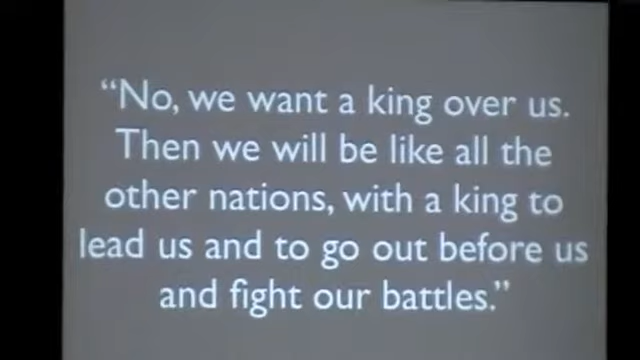 “No, we want a king over us.
Then we will be like all the
other nations, with a king to
lead us and to go out before us
and fight our battles.”